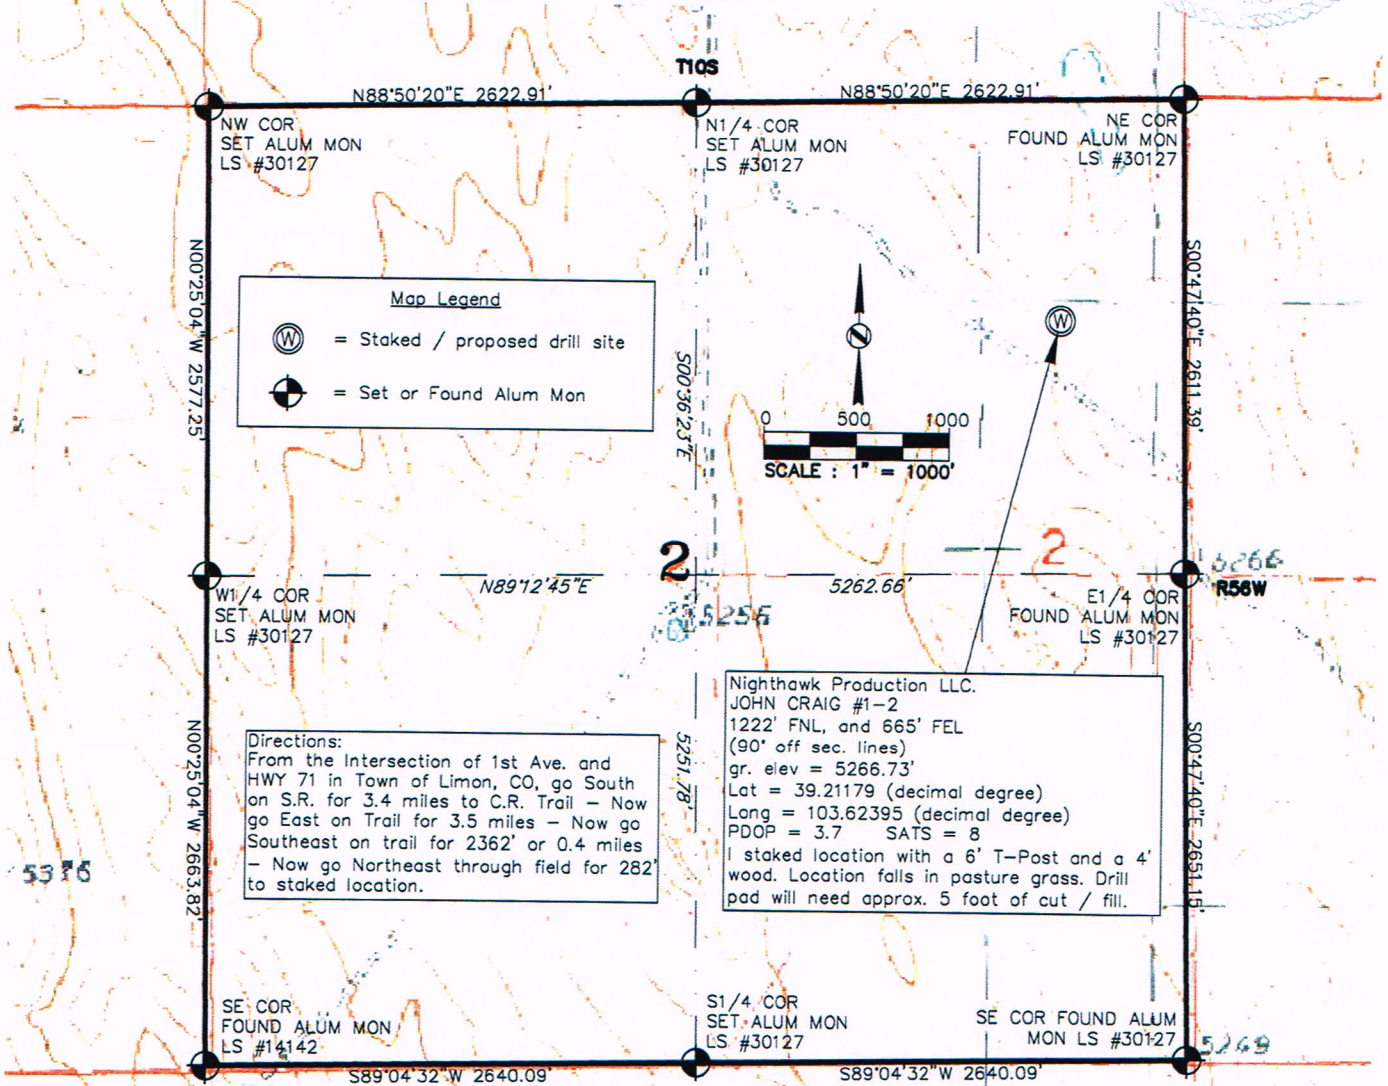 T10S
N88°50'20"E 2622.91'
N88°50'20"E 2622.91'
NW COR
SET ALUM MON
LS #30127
N1/4 COR
SET ALUM MON
LS #30127
NE COR
FOUND ALUM MON
LS #30127
N00°25'04"W 2577.25'
Map Legend
W = Staked / proposed drill site
= Set or Found Alum Mon
S00°36'23"E
W
S00°47'40"E 2611.39'
N
0 500 1000
SCALE : 1" = 1000'
2
2
N89°12'45"E
5262.66'
5266
R56W
W1/4 COR
SET ALUM MON
LS #30127
5256
E1/4 COR
FOUND ALUM MON
LS #30127
N00°25'04"W 2663.82'
Directions:
From the Intersection of 1st Ave. and
HWY 71 in Town of Limon, CO, go South
on S.R. for 3.4 miles to C.R. Trail – Now
go East on Trail for 3.5 miles – Now go
Southeast on trail for 2362' or 0.4 miles
– Now go Northeast through field for 282'
to staked location.
5251.78'
Nighthawk Production LLC.
JOHN CRAIG #1-2
1222' FNL, and 665' FEL
(90° off sec. lines)
gr. elev = 5266.73'
Lat = 39.21179 (decimal degree)
Long = 103.62395 (decimal degree)
PDOP = 3.7 SATS = 8
I staked location with a 6' T-Post and a 4'
wood. Location falls in pasture grass. Drill
pad will need approx. 5 foot of cut / fill.
S00°47'40"E 2651.15'
5376
SE COR
FOUND ALUM MON
LS #14142
S1/4 COR
SET ALUM MON
LS #30127
SE COR FOUND ALUM
MON LS #30127
5249
S89°04'32"W 2640.09'
S89°04'32"W 2640.09'